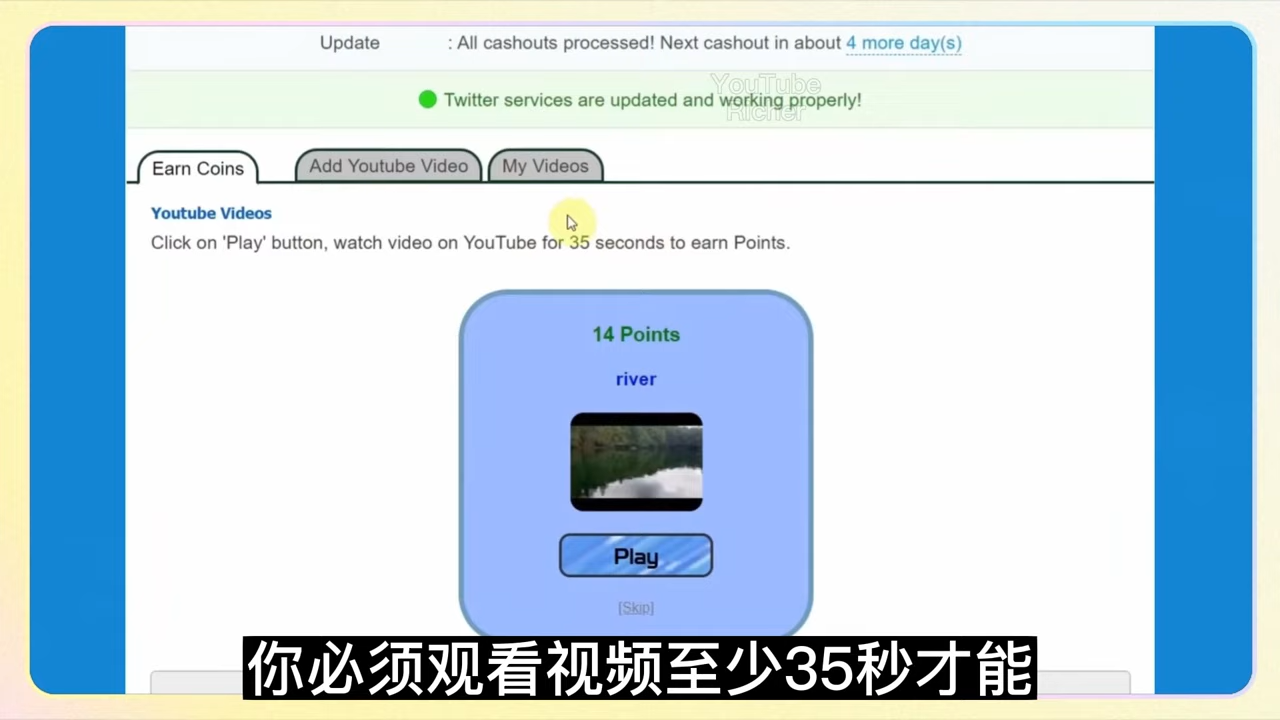 Update : All cashouts processed! Next cashout in about 4 more day(s)
YouTube
Richer
Twitter services are updated and working properly!
Earn Coins Add Youtube Video My Videos
Youtube Videos
Click on 'Play' button, watch video on YouTube for 35 seconds to earn Points.
14 Points
river
Play
[Skip]
你必须观看视频至少35秒才能